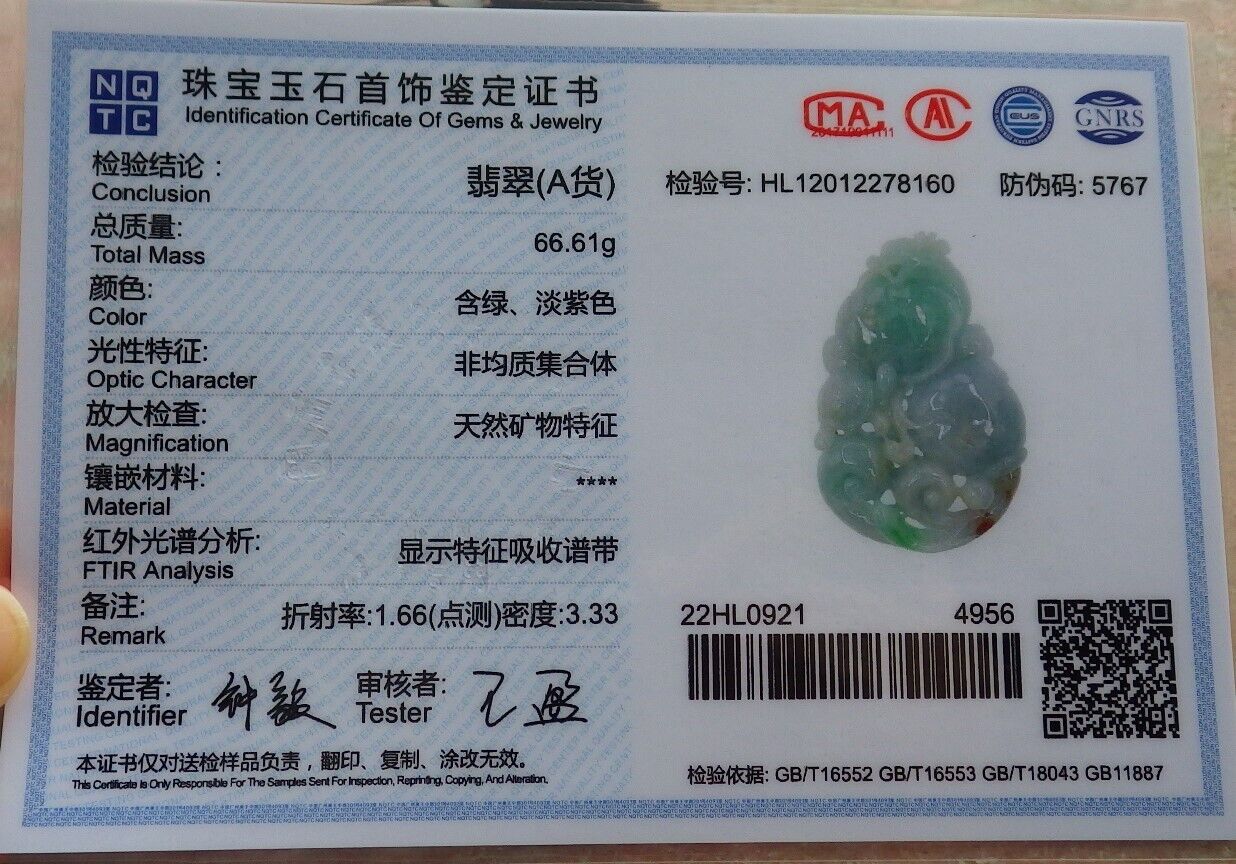 NQ
TC
珠宝玉石首饰鉴定证书
Identification Certificate Of Gems & Jewelry
检验结论: 翡翠(A货)
Conclusion
总质量: 66.61g
Total Mass
颜色: 含绿、淡紫色
Color
光性特征: 非均质集合体
Optic Character
放大检查: 天然矿物特征
Magnification
镶嵌材料: ****
Material
红外光谱分析: 显示特征吸收谱带
FTIR Analysis
备注: 折射率:1.66(点测)密度:3.33
Remark
鉴定者: 审核者:
Identifier Tester
本证书仅对送检样品负责，翻印、复制、涂改无效。
This Certificate is Only Responsible For The Samples Sent For Inspection, Reprinting, Copying, And Alteration.
MA
GNRS
检验号: HL12012278160 防伪码: 5767
22HL0921 4956
检验依据: GB/T16552 GB/T16553 GB/T18043 GB11887